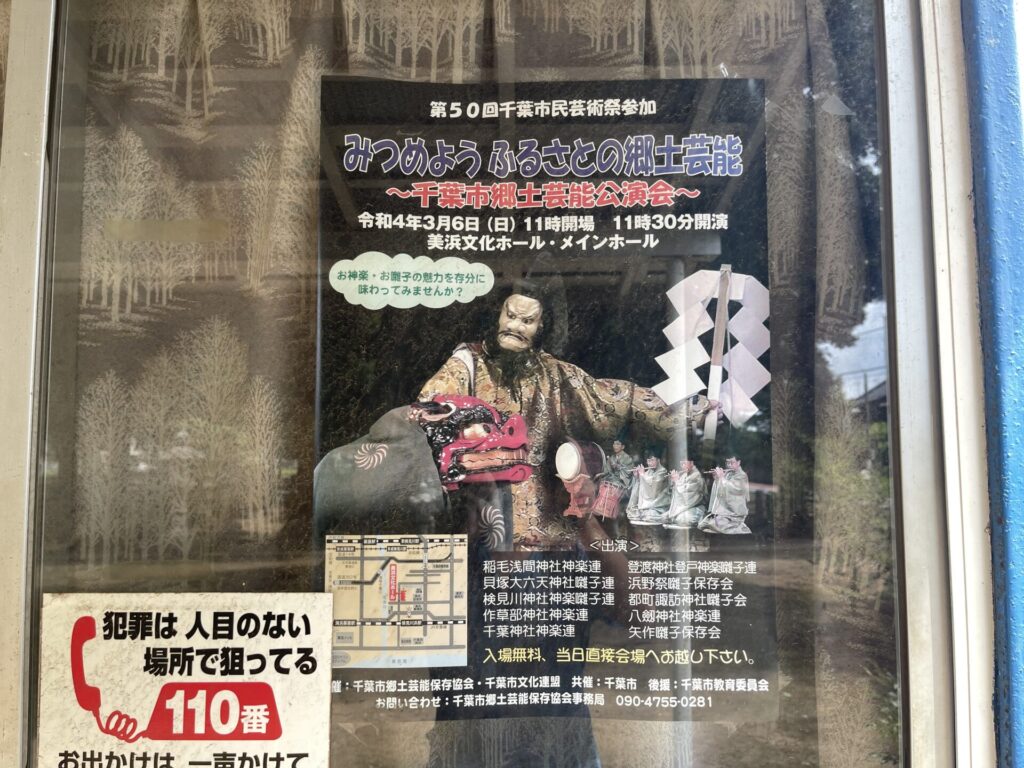 第50回千葉市民芸術祭参加
みつめよう ふるさとの郷土芸能
～千葉市郷土芸能公演会～
令和4年3月6日（日）11時開場　11時30分開演
美浜文化ホール・メインホール
お神楽・お囃子の魅力を存分に
味わってみませんか？
＜出演＞
稲毛浅間神社神楽連　登渡神社登戸神楽囃子連
貝塚大六天神社囃子連　浜野祭囃子保存会
検見川神社神楽囃子連　都町諏訪神社囃子会
作草部神社神楽連　八剱神社神楽連
千葉神社神楽連　矢作囃子保存会
入場無料、当日直接会場へお越し下さい。
催：千葉市郷土芸能保存協会・千葉市文化連盟　共催：千葉市　後援：千葉市教育委員会
お問い合わせ：千葉市郷土芸能保存協会事務局　090-4755-0281
犯罪は 人目のない
場所で狙ってる
110番
お出かけは 一声かけて